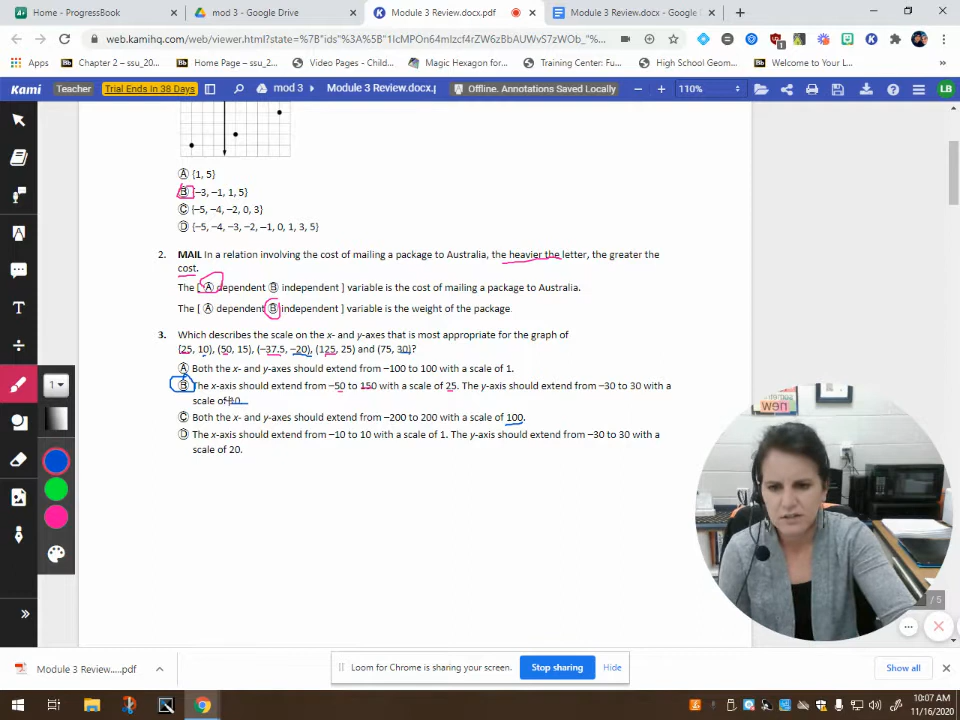 Home - ProgressBook
mod 3 - Google Drive
Module 3 Review.docx.pdf
Module 3 Review.docx - Google S
web.kamihq.com/web/viewer.html?state=%7B"ids"%3A%5B"1IcMPOn64mIzcf4rZW6zBbAUWvS7zWOb_"%...
Apps
Chapter 2 – ssu_20...
Home Page – ssu_2...
Video Pages - Child...
Magic Hexagon for...
Training Center: Fu...
High School Geom...
Welcome to Your L...
Kami
Teacher
Trial Ends In 38 Days
mod 3
Module 3 Review.docx.p
Offline. Annotations Saved Locally
110%
LB
A {1, 5}
B {–3, –1, 1, 5}
C {–5, –4, –2, 0, 3}
D {–5, –4, –3, –2, –1, 0, 1, 3, 5}
2. MAIL In a relation involving the cost of mailing a package to Australia, the heavier the letter, the greater the
cost.
The [ A dependent B independent ] variable is the cost of mailing a package to Australia.
The [ A dependent B independent ] variable is the weight of the package.
3. Which describes the scale on the x- and y-axes that is most appropriate for the graph of
(25, 10), (50, 15), (–37.5, –20), (125, 25) and (75, 30)?
A Both the x- and y-axes should extend from –100 to 100 with a scale of 1.
B The x-axis should extend from –50 to 150 with a scale of 25. The y-axis should extend from –30 to 30 with a
scale of 10.
C Both the x- and y-axes should extend from –200 to 200 with a scale of 100.
D The x-axis should extend from –10 to 10 with a scale of 1. The y-axis should extend from –30 to 30 with a
scale of 20.
new
/ 5
1
Module 3 Review.....pdf
Loom for Chrome is sharing your screen.
Stop sharing
Hide
Show all
10:07 AM
11/16/2020